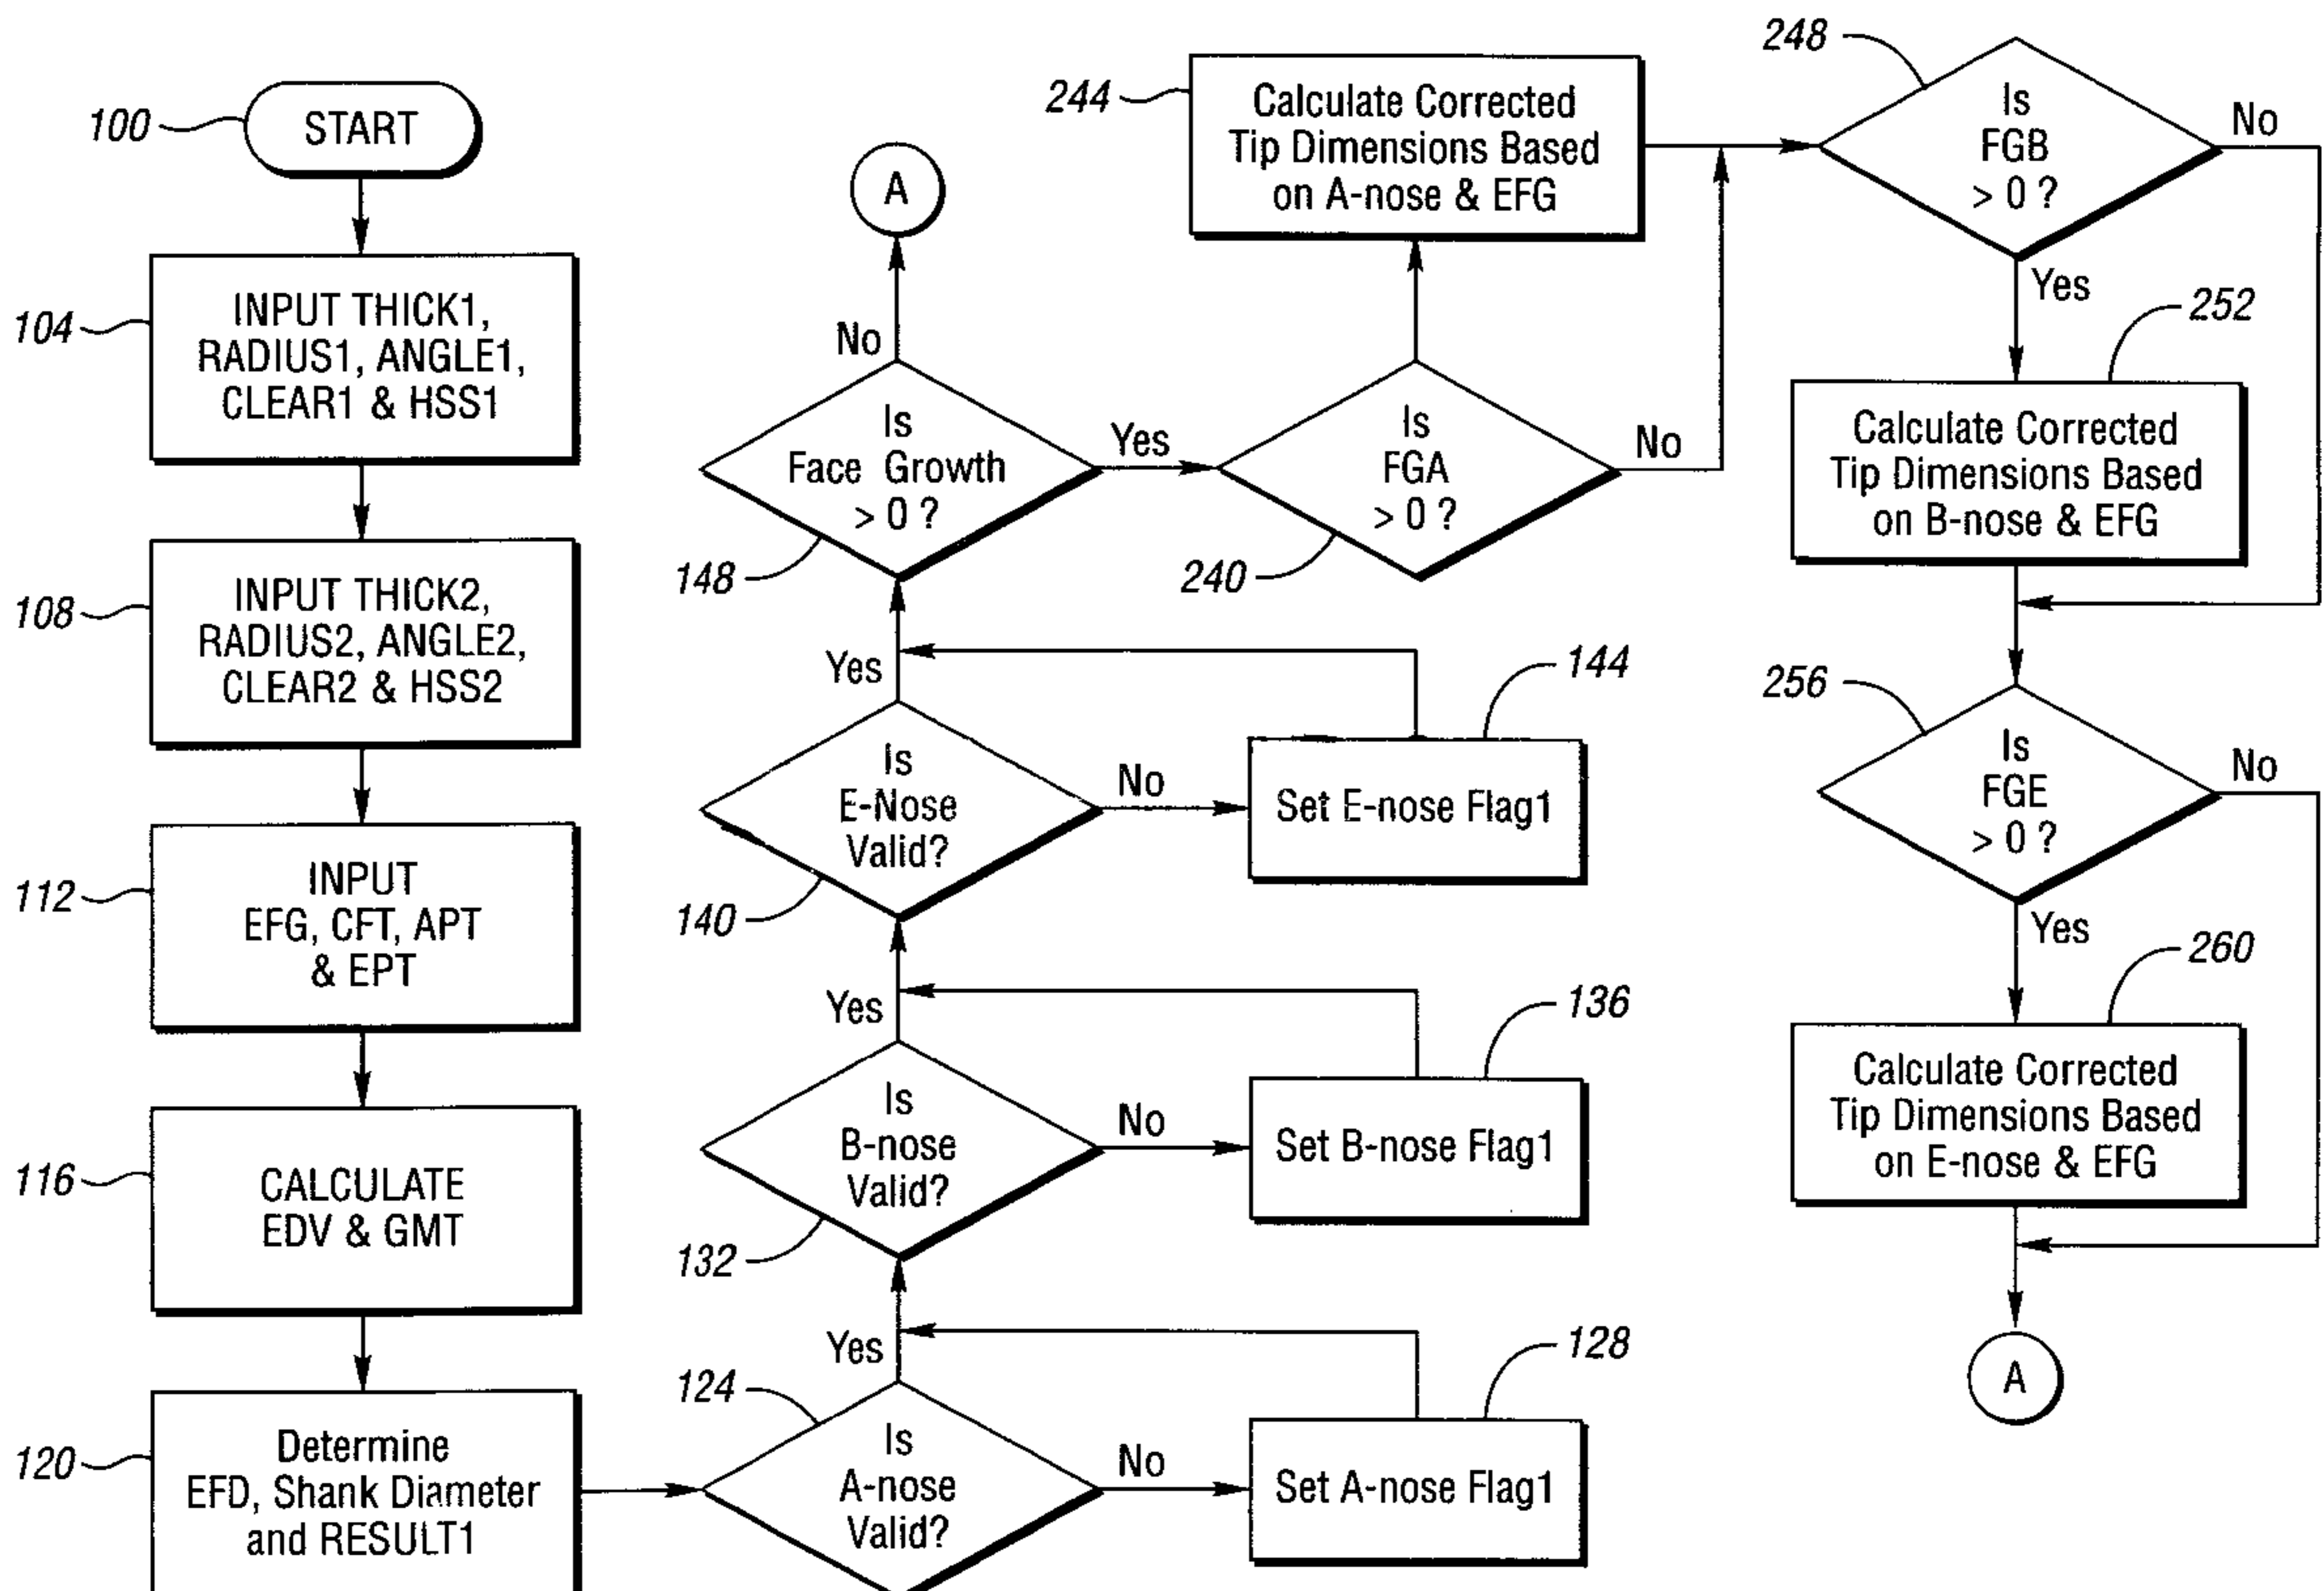 100
START
104
INPUT THICK1,
RADIUS1, ANGLE1,
CLEAR1 & HSS1
108
INPUT THICK2,
RADIUS2, ANGLE2,
CLEAR2 & HSS2
112
INPUT
EFG, CFT, APT
& EPT
116
CALCULATE
EDV & GMT
120
Determine
EFD, Shank Diameter
and RESULT1
124
Is
A-nose
Valid?
No
Yes
128
Set A-nose Flag1
132
Is
B-nose
Valid?
No
Yes
136
Set B-nose Flag1
140
Is
E-Nose
Valid?
No
Yes
144
Set E-nose Flag1
148
Is
Face Growth
> 0 ?
No
A
Yes
240
Is
FGA
> 0 ?
No
244
Calculate Corrected
Tip Dimensions Based
on A-nose & EFG
248
Is
FGB
> 0 ?
No
Yes
252
Calculate Corrected
Tip Dimensions Based
on B-nose & EFG
256
Is
FGE
> 0 ?
No
Yes
260
Calculate Corrected
Tip Dimensions Based
on E-nose & EFG
A